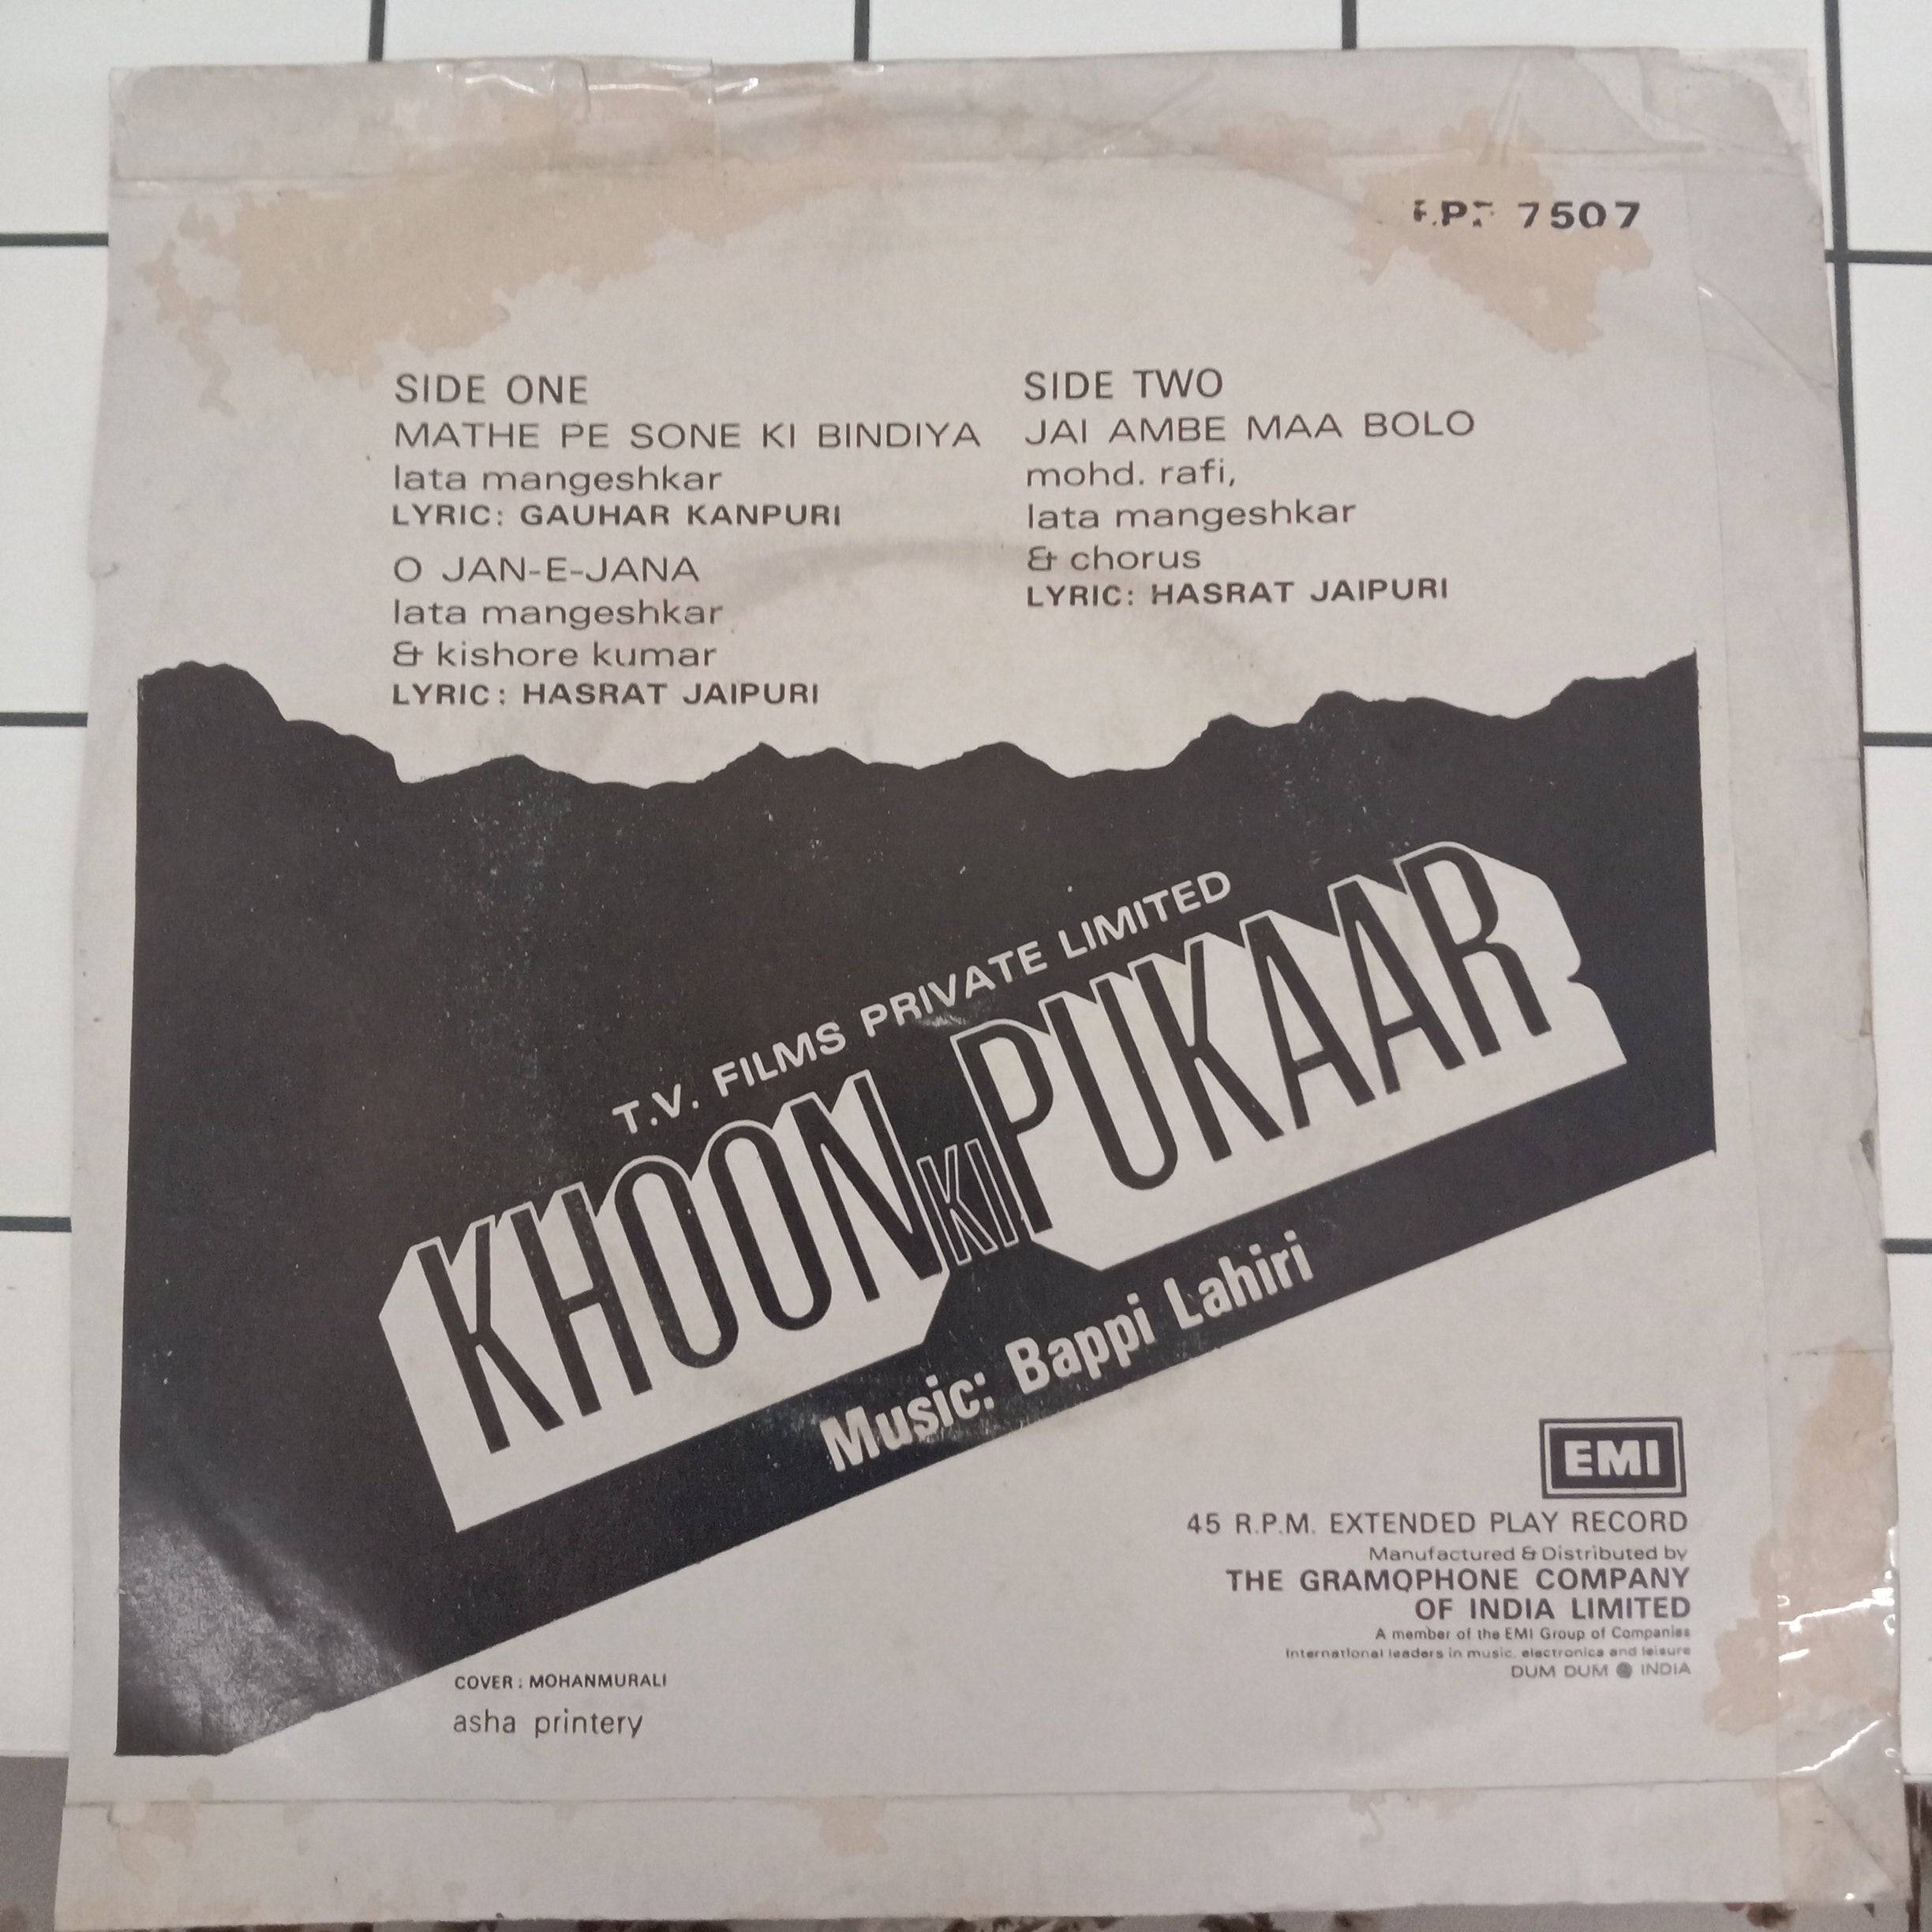 7507
SIDE ONE
MATHE PE SONE KI BINDIYA
lata mangeshkar
LYRIC: GAUHAR KANPURI
O JAN-E-JANA
lata mangeshkar
& kishore kumar
LYRIC: HASRAT JAIPURI
SIDE TWO
JAI AMBE MAA BOLO
mohd. rafi,
lata mangeshkar
& chorus
LYRIC: HASRAT JAIPURI
T.V. FILMS PRIVATE LIMITED
KHOON KI PUKAAR
Music: Bappi Lahiri
EMI
45 R.P.M. EXTENDED PLAY RECORD
Manufactured & Distributed by
THE GRAMOPHONE COMPANY
OF INDIA LIMITED
A member of the EMI Group of Companies
International leaders in music, electronics and leisure
DUM DUM ● INDIA
COVER: MOHANMURALI
asha printery